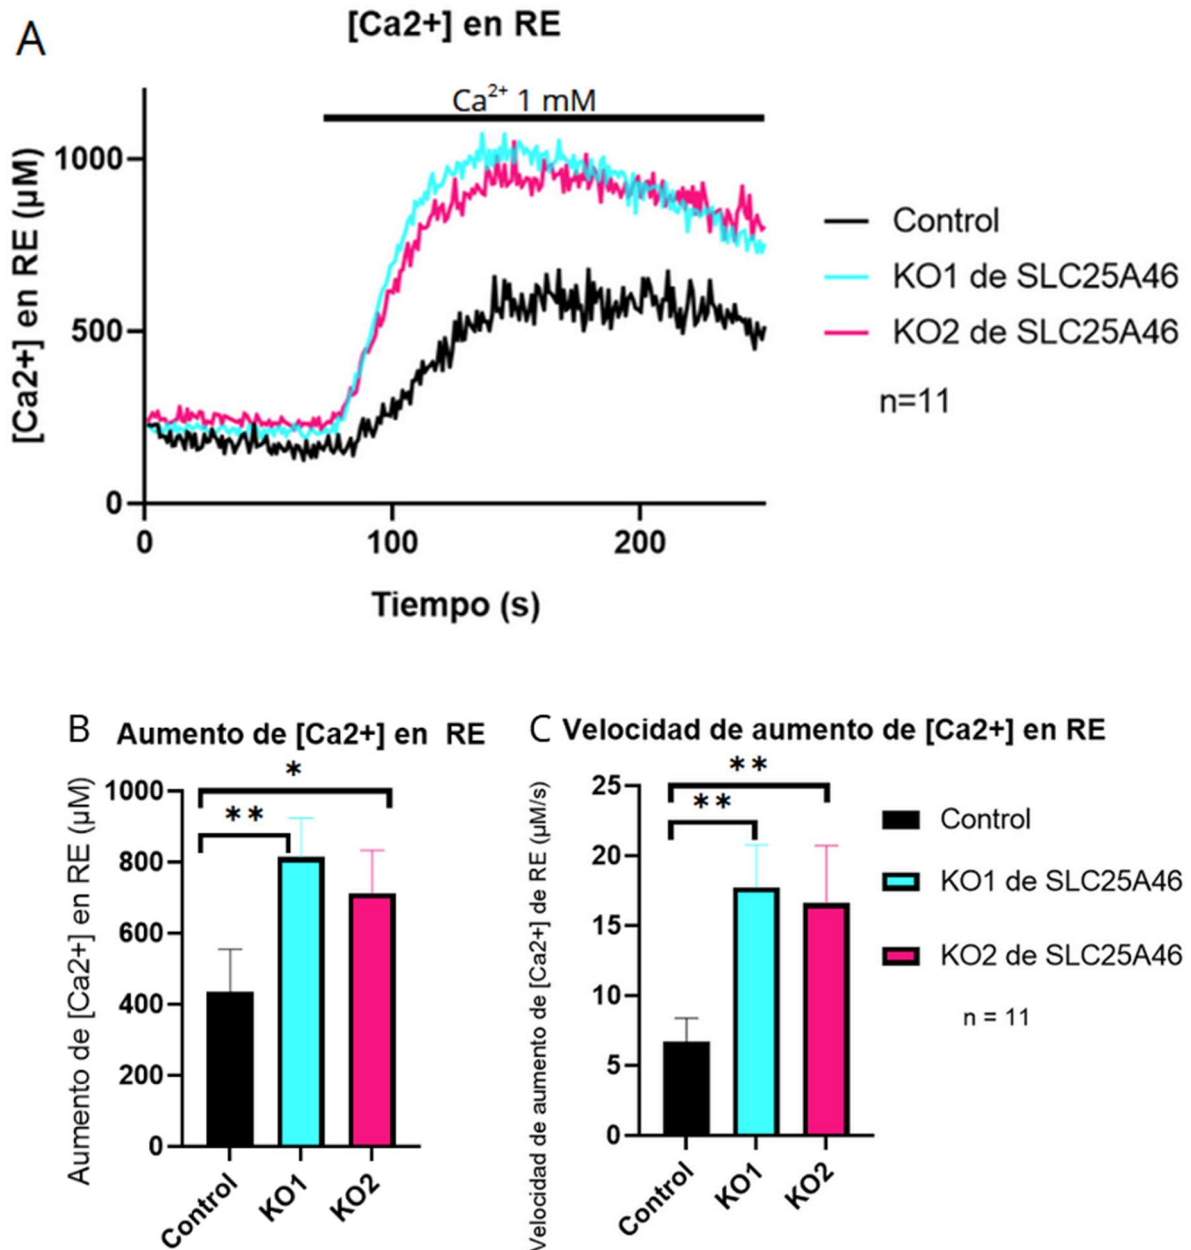 A
[Ca2+] en RE
Ca²⁺ 1 mM
[Ca2+] en RE (µM)
1000
500
0
0
100
200
Tiempo (s)
Control
KO1 de SLC25A46
KO2 de SLC25A46
n=11
B
Aumento de [Ca2+] en RE
*
**
Aumento de [Ca2+] en RE (µM)
1000
800
600
400
200
0
Control
KO1
KO2
C
Velocidad de aumento de [Ca2+] en RE
**
**
Velocidad de aumento de [Ca2+] de RE (µM/s)
25
20
15
10
5
0
Control
KO1
KO2
Control
KO1 de SLC25A46
KO2 de SLC25A46
n = 11